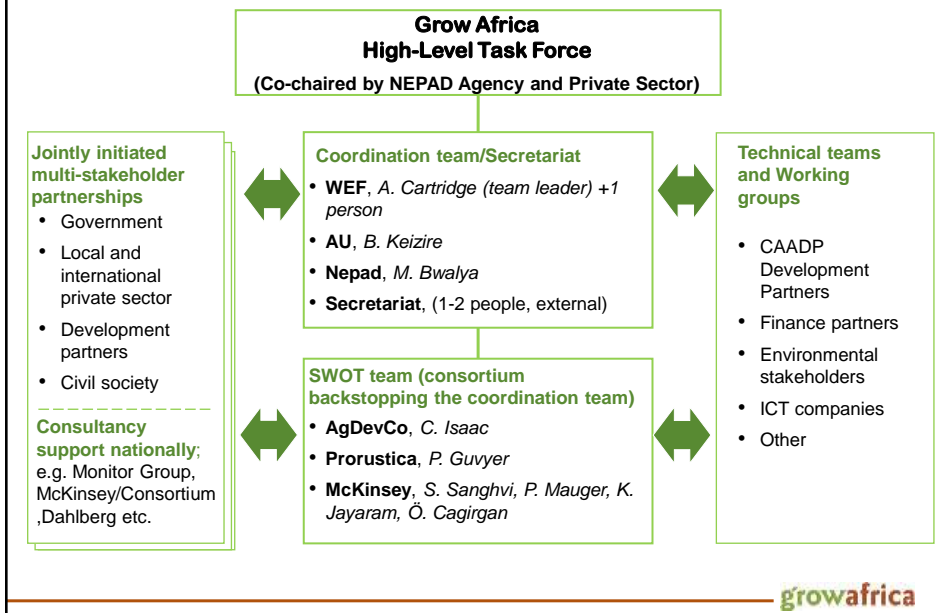 Grow Africa
High-Level Task Force
(Co-chaired by NEPAD Agency and Private Sector)
Jointly initiated
multi-stakeholder
partnerships
• Government
• Local and
international
private sector
• Development
partners
• Civil society
Consultancy
support nationally;
e.g. Monitor Group,
McKinsey/Consortium
,Dahlberg etc.
Coordination team/Secretariat
• WEF, A. Cartridge (team leader) +1
person
• AU, B. Keizire
• Nepad, M. Bwalya
• Secretariat, (1-2 people, external)
SWOT team (consortium
backstopping the coordination team)
• AgDevCo, C. Isaac
• Prorustica, P. Guvyer
• McKinsey, S. Sanghvi, P. Mauger, K.
Jayaram, Ö. Cagirgan
Technical teams
and Working
groups
• CAADP
Development
Partners
• Finance partners
• Environmental
stakeholders
• ICT companies
• Other
growafrica